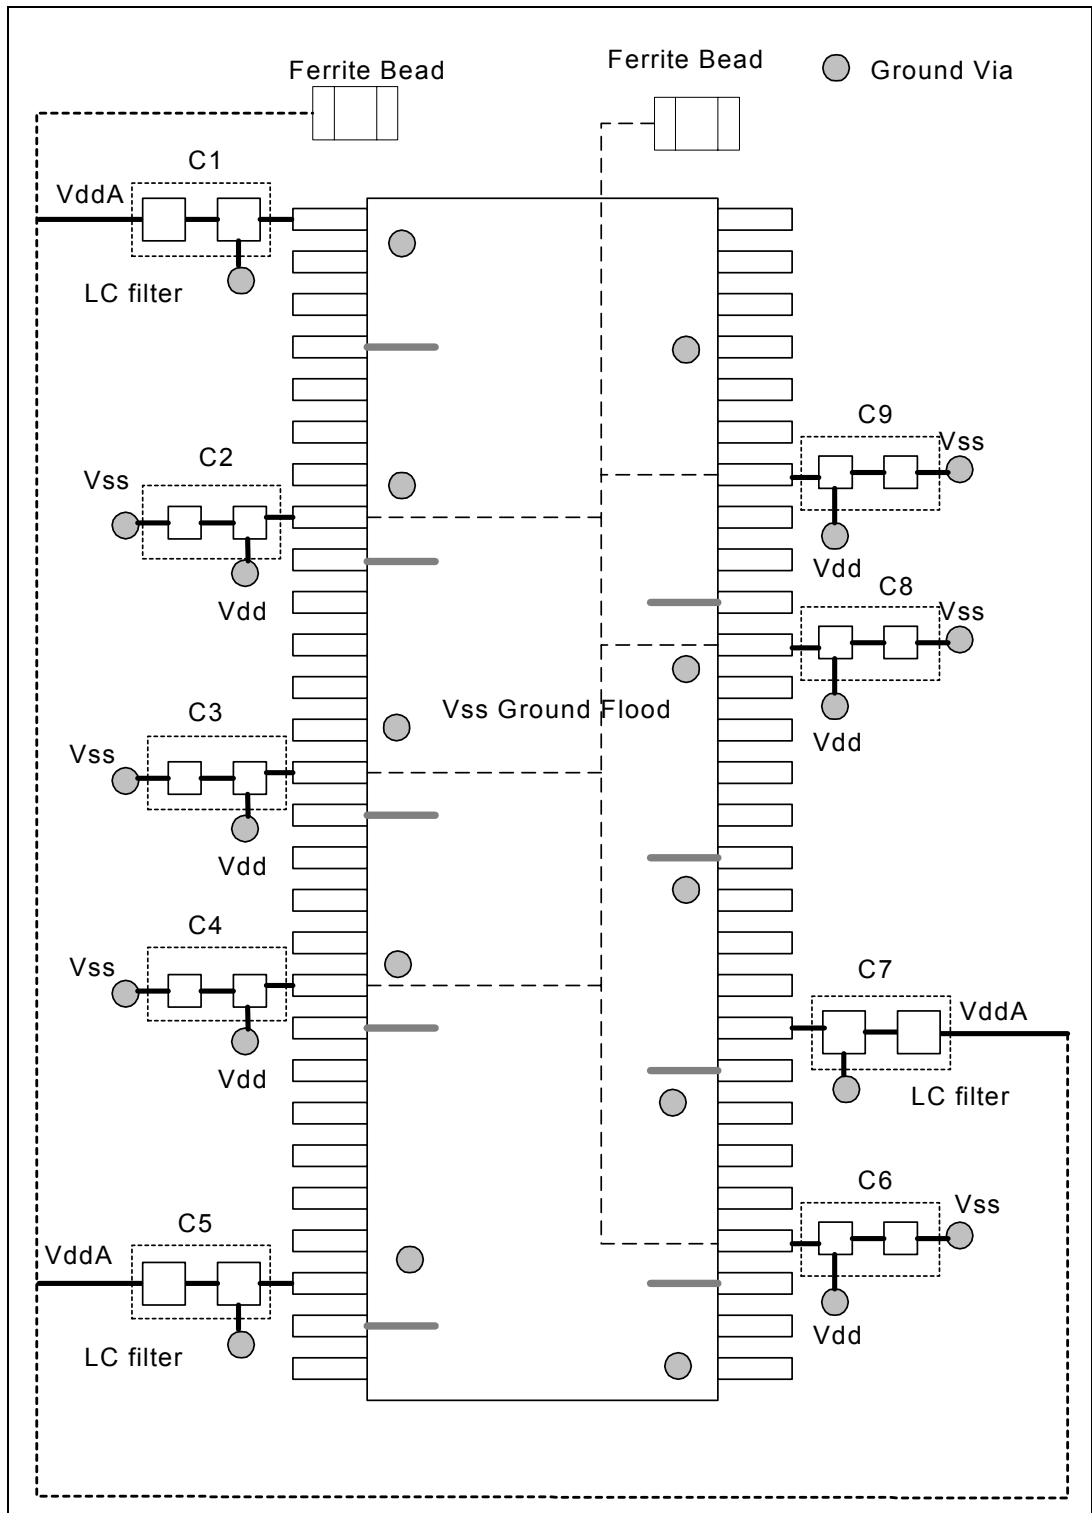 Ferrite Bead
Ferrite Bead
Ground Via
C1
VddA
LC filter
C9
Vss
C2
Vss
Vdd
Vdd
C8
Vss
Vss Ground Flood
C3
Vss
Vdd
Vdd
C4
Vss
C7
VddA
Vdd
LC filter
C6
Vss
C5
VddA
Vdd
LC filter